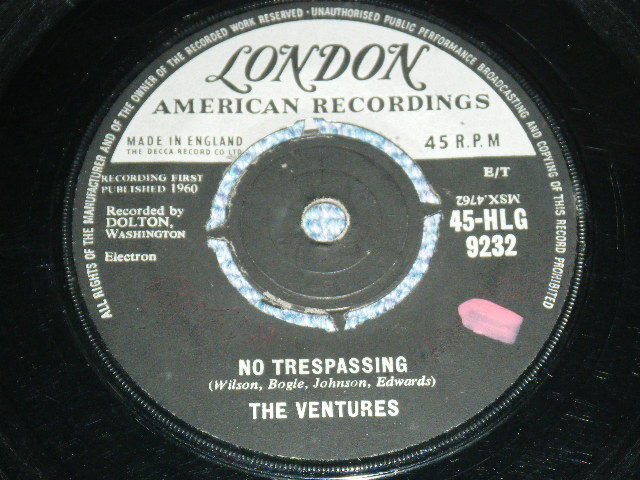 ALL RIGHTS OF THE MANUFACTURER AND OF THE OWNER OF THE RECORDED WORK RESERVED · UNAUTHORISED PUBLIC PERFORMANCE BROADCASTING AND COPYING OF THIS RECORD PROHIBITED
LONDON
AMERICAN RECORDINGS
MADE IN ENGLAND
THE DECCA RECORD CO LTD
45 R.P.M
RECORDING FIRST
PUBLISHED 1960
E/T
MSX.4762
Recorded by
DOLTON,
WASHINGTON
45-HLG
9232
Electron
NO TRESPASSING
(Wilson, Bogle, Johnson, Edwards)
THE VENTURES